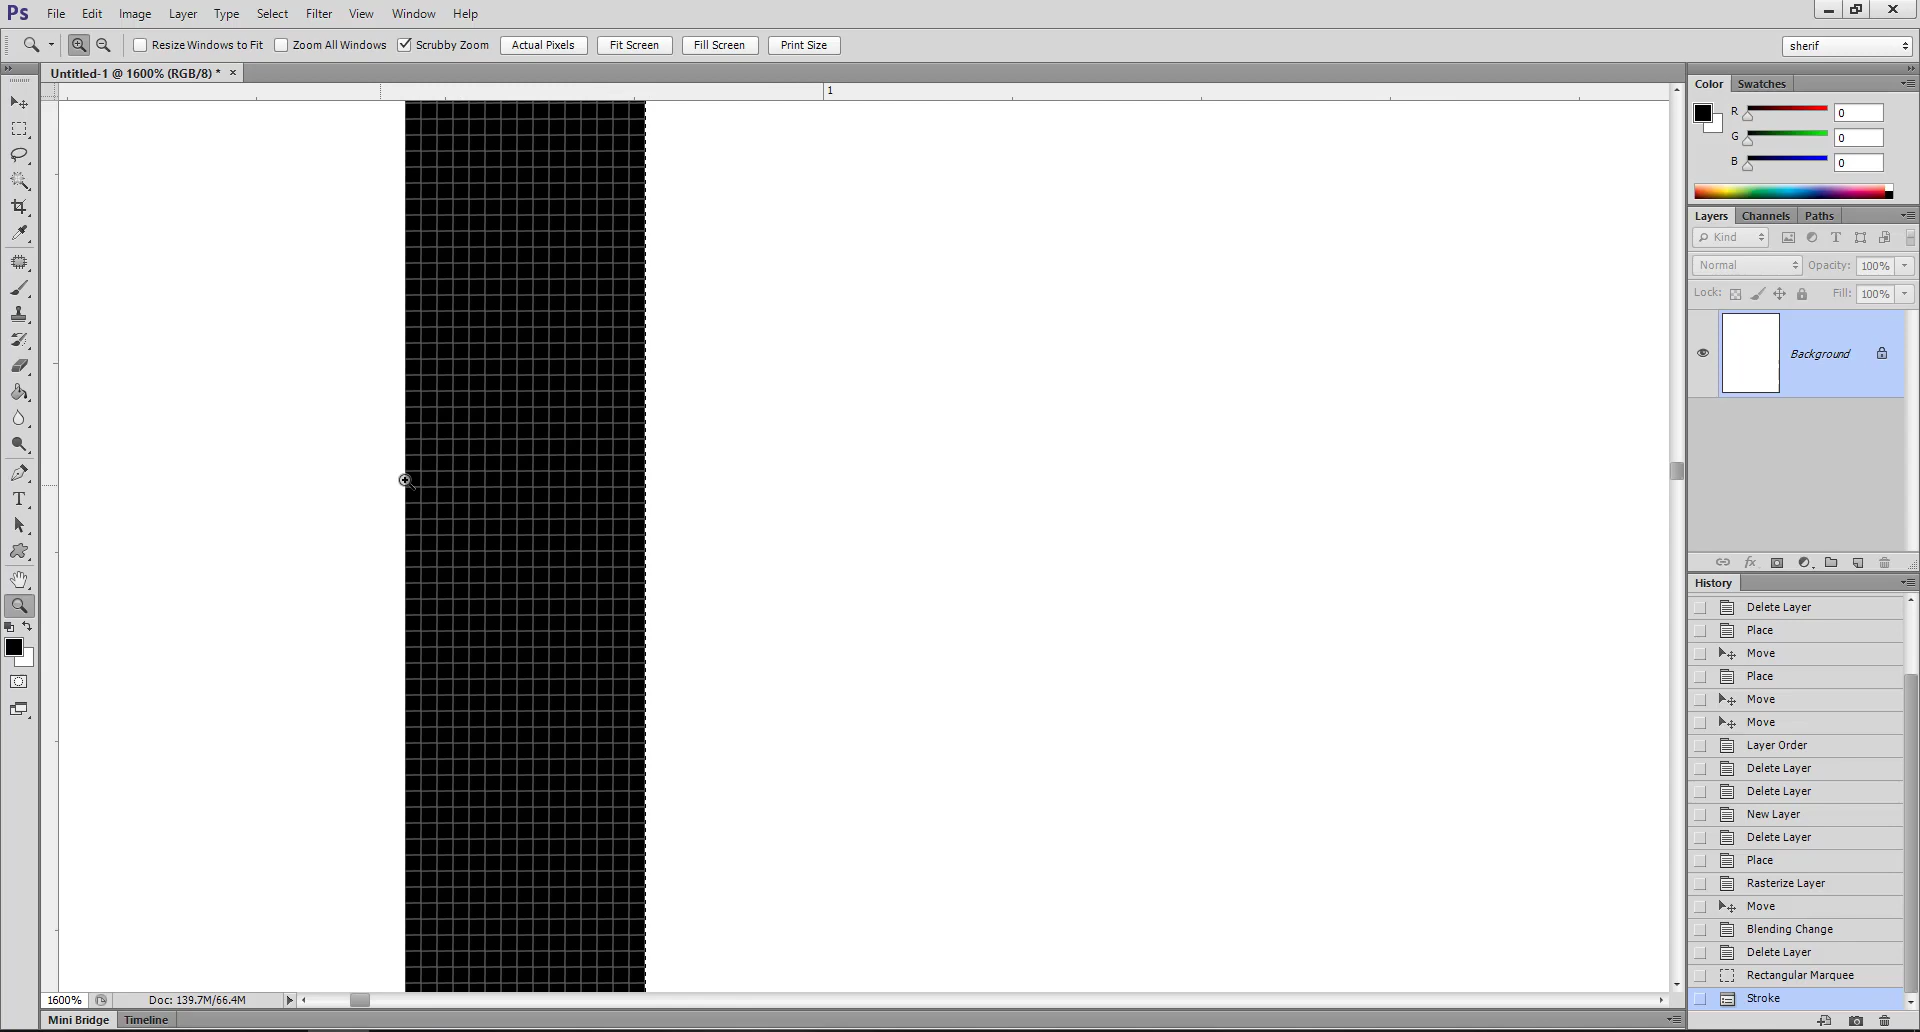 Ps File Edit Image Layer Type Select Filter View Window Help
Resize Windows to Fit Zoom All Windows Scrubby Zoom Actual Pixels Fit Screen Fill Screen Print Size sherif
Untitled-1 @ 1600% (RGB/8) * ×
1
Color Swatches
R 0
G 0
B 0
Layers Channels Paths
Kind
Normal Opacity: 100%
Lock: Fill: 100%
Background
fx
History
Delete Layer
Place
Move
Place
Move
Move
Layer Order
Delete Layer
Delete Layer
New Layer
Delete Layer
Place
Rasterize Layer
Move
Blending Change
Delete Layer
Rectangular Marquee
Stroke
1600% Doc: 139.7M/66.4M
Mini Bridge Timeline